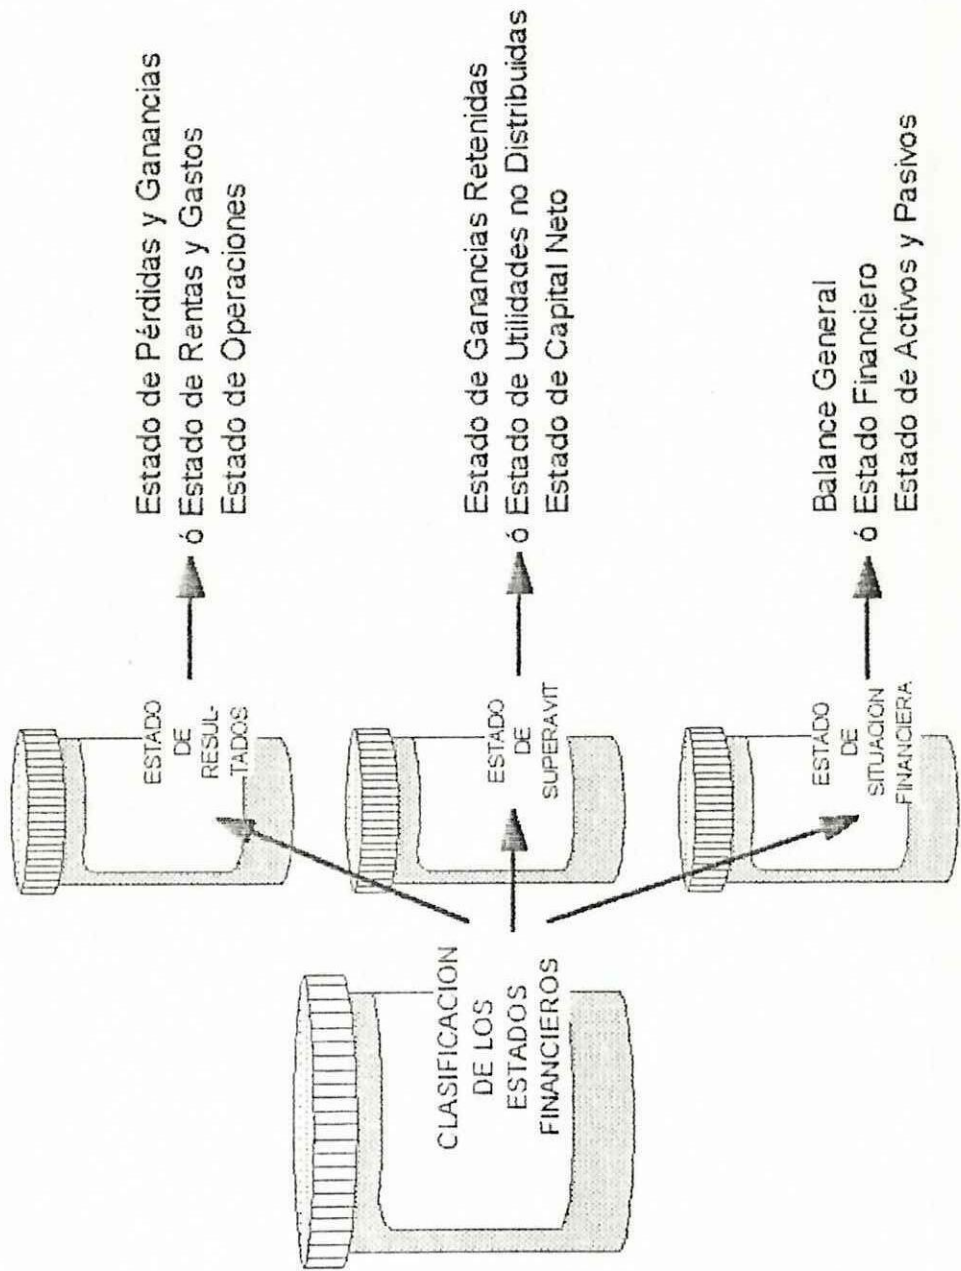 CLASIFICACION
DE LOS
ESTADOS
FINANCIEROS
ESTADO
DE
RESUL-
TADOS
Estado de Pérdidas y Ganancias
ó Estado de Rentas y Gastos
Estado de Operaciones
ESTADO
DE
SUPERAVIT
Estado de Ganancias Retenidas
ó Estado de Utilidades no Distribuidas
Estado de Capital Neto
ESTADO
DE
SITUACION
FINANCIERA
Balance General
ó Estado Financiero
Estado de Activos y Pasivos